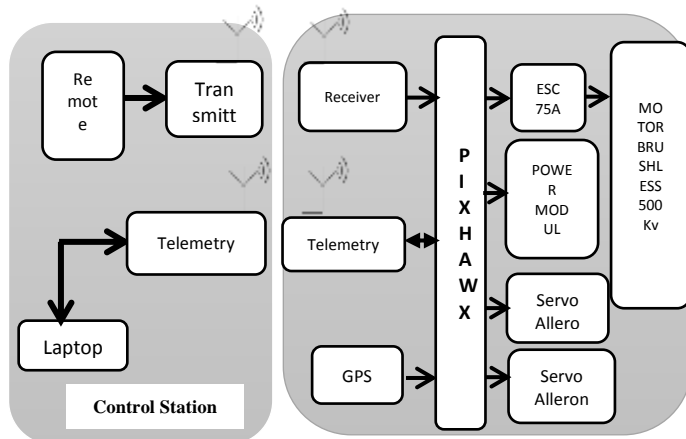 Re
mot
e
Tran
smitt
Telemetry
Laptop
Control Station
Receiver
Telemetry
GPS
P
I
X
H
A
W
X
ESC
75A
POWE
R
MOD
UL
Servo
Allero
Servo
Alleron
MO
TOR
BRU
SHL
ESS
500
Kv